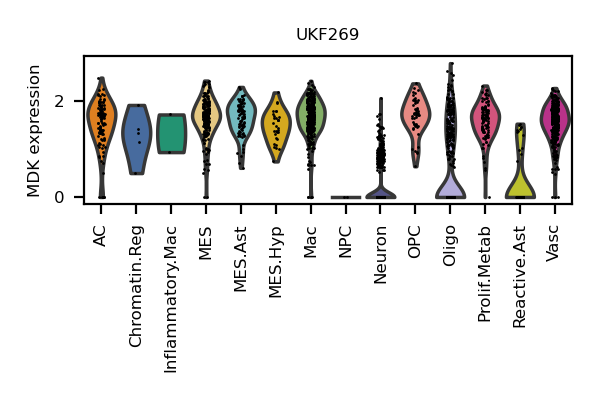 UKF269
MDK expression
2
0
AC
Chromatin.Reg
Inflammatory.Mac
MES
MES.Ast
MES.Hyp
Mac
NPC
Neuron
OPC
Oligo
Prolif.Metab
Reactive.Ast
Vasc